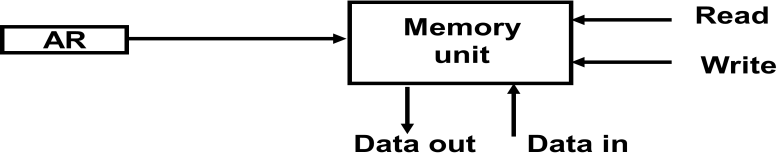 AR
Memory
unit
Read
Write
Data out
Data in